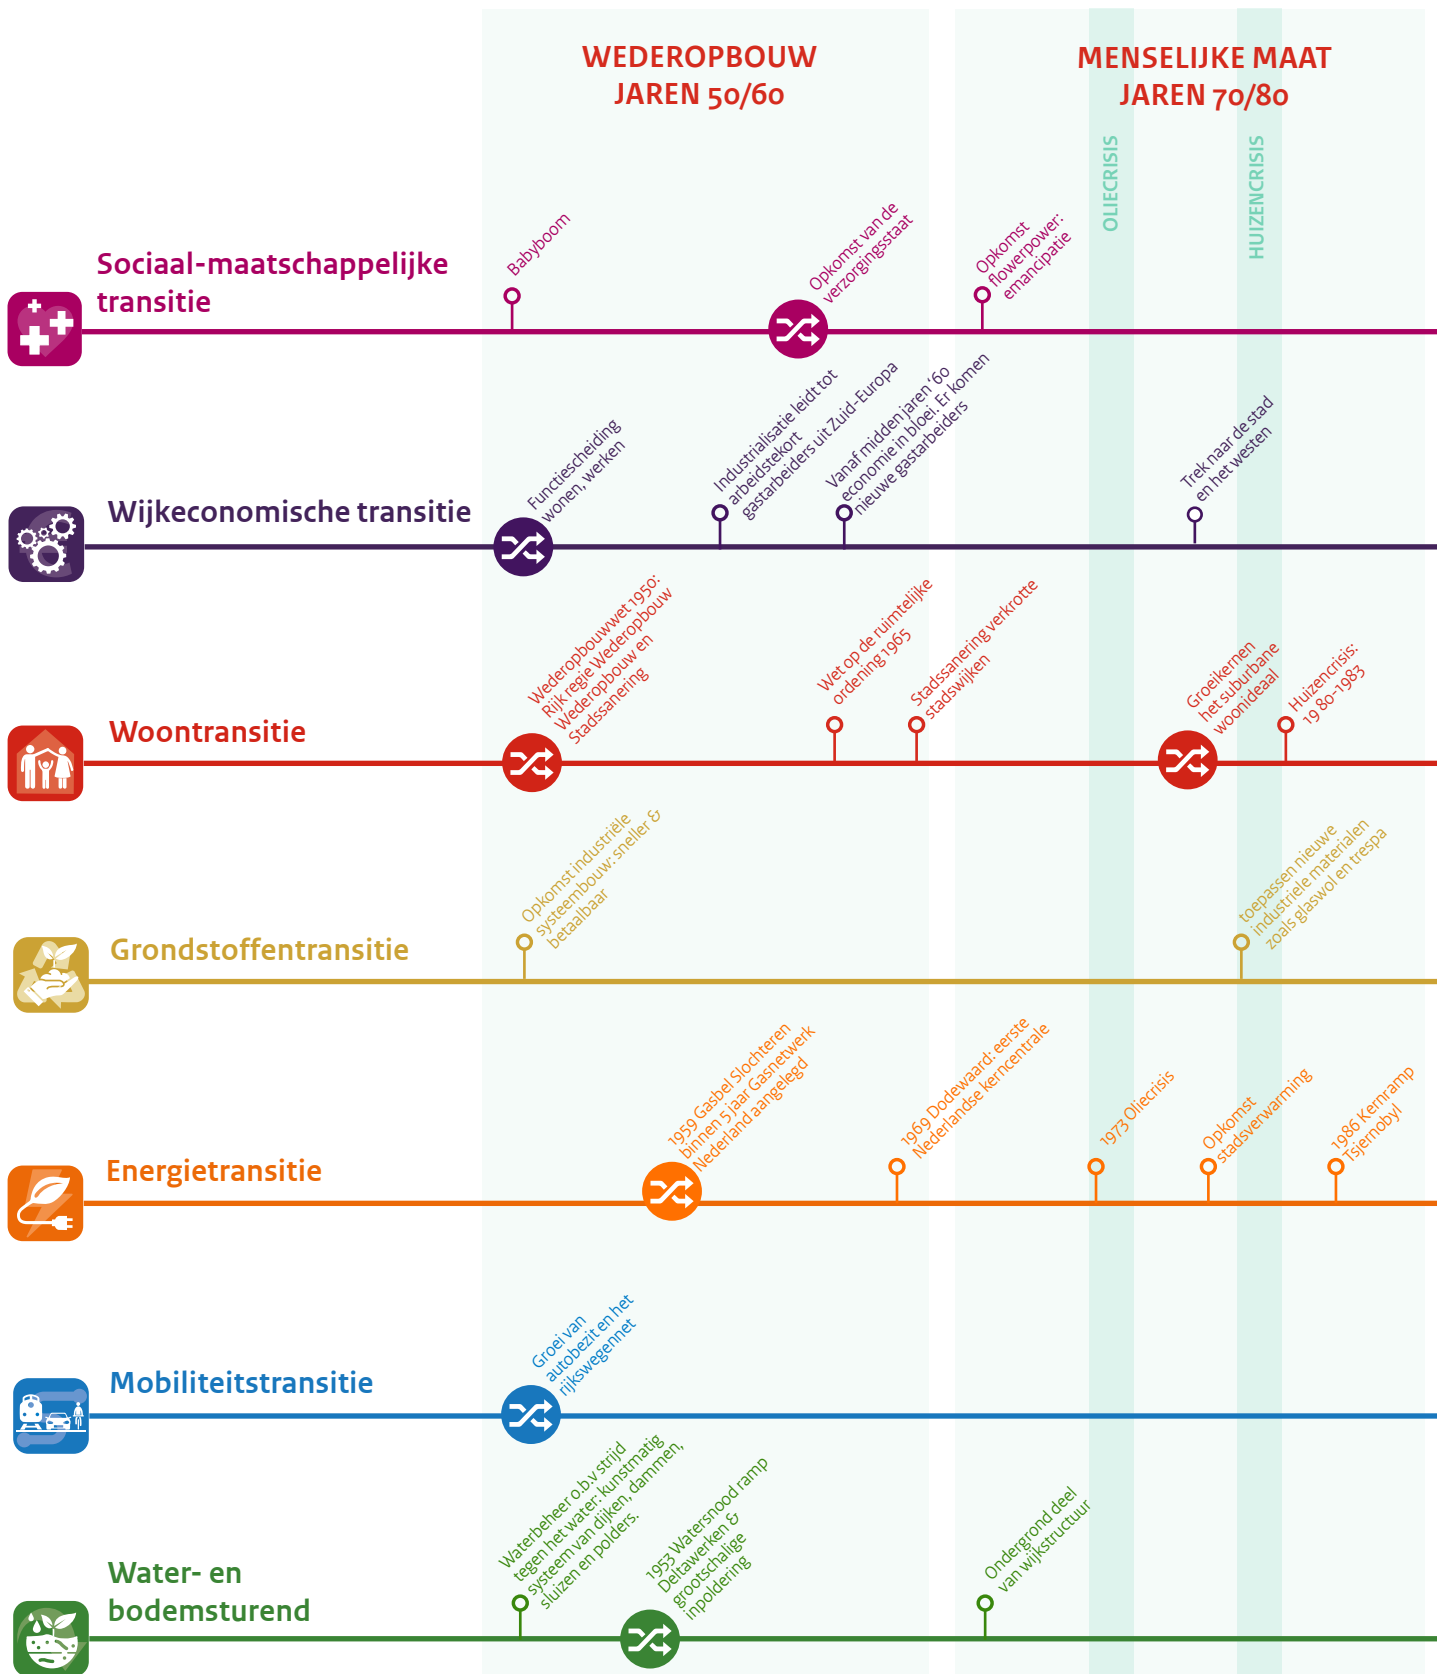 WEDEROPBOUW
JAREN 50/60
MENSELIJKE MAAT
JAREN 70/80
OLIECRISIS
HUIZENCRISIS
Sociaal-maatschappelijke
transitie
Babyboom
Opkomst van de
verzorgingsstaat
Opkomst
flowerpower:
emancipatie
Wijkeconomische transitie
Functiescheiding
wonen, werken
Industrialisatie leidt tot
arbeidstekort
gastarbeiders uit Zuid-Europa
Vanaf midden jaren ‘60
economie in bloei. Er komen
nieuwe gastarbeiders
Trek naar de stad
en het westen
Woontransitie
Wederopbouwwet 1950:
Rijk regie Wederopbouw
Wederopbouw en
Stadssanering
Wet op de ruimtelijke
ordening 1965
Stadssanering verkrotte
stadswijken
Groeikernen
het suburbane
woonideaal
Huizencrisis:
19 80-1983
Grondstoffentransitie
Opkomst industriële
systeembouw: sneller &
betaalbaar
toepassen nieuwe
industriele materialen
zoals glaswol en trespa
Energietransitie
1959 Gasbel Slochteren
binnen 5 jaar Gasnetwerk
Nederland aangelegd
1969 Dodewaard: eerste
Nederlandse kerncentrale
1973 Oliecrisis
Opkomst
stadsverwarming
1986 Kernramp
Tsjernobyl
Mobiliteitstransitie
Groei van
autobezit en het
rijkswegennet
Water- en
bodemsturend
Waterbeheer o.b.v strijd
tegen het water: kunstmatig
systeem van dijken, dammen,
sluizen en polders.
1953 Watersnood ramp
Deltawerken &
grootschalige
inpoldering
Ondergrond deel
van wijkstructuur